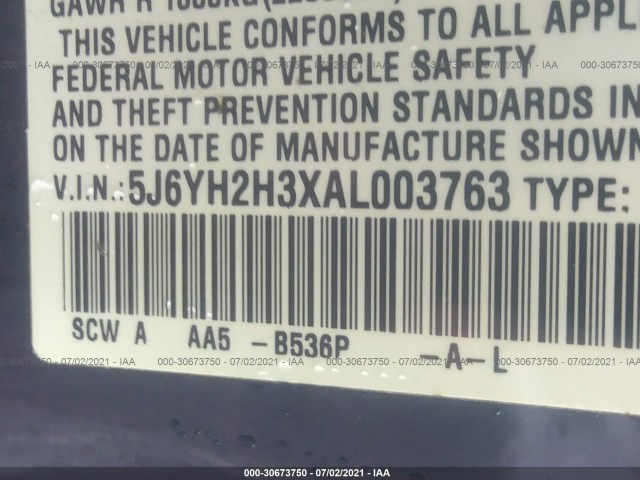 GAWR R
THIS VEHICLE CONFORMS TO ALL APPL
FEDERAL MOTOR VEHICLE SAFETY
AND THEFT PREVENTION STANDARDS IN
ON THE DATE OF MANUFACTURE SHOWN
V.I.N.: 5J6YH2H3XAL003763 TYPE:
SCW A AA5 -B536P -A-L
000-30673750 - 07/02/2021 - IAA